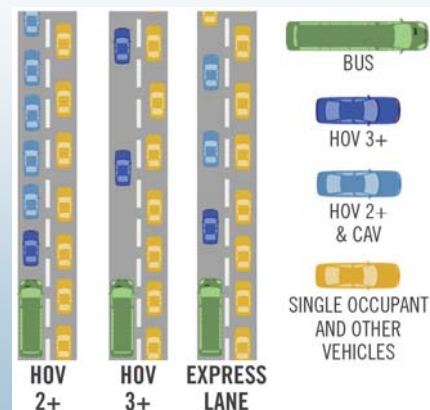 BUS
HOV 3+
HOV 2+
& CAV
SINGLE OCCUPANT
AND OTHER
VEHICLES
HOV
2+
HOV
3+
EXPRESS
LANE